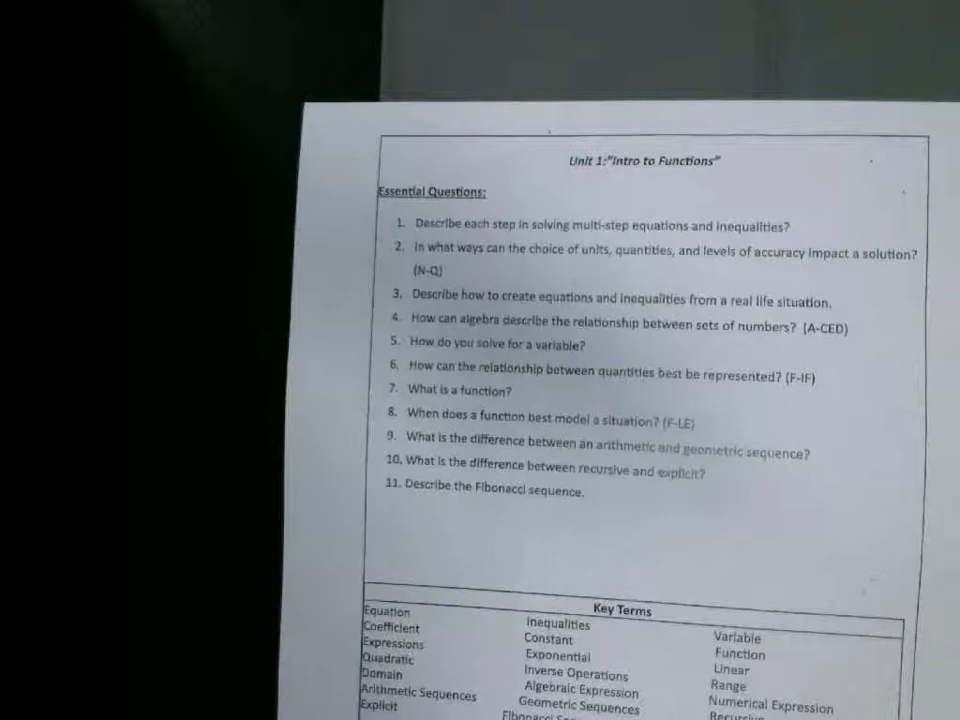 Unit 1:"Intro to Functions"
Essential Questions:
1. Describe each step in solving multi-step equations and inequalities?
2. In what ways can the choice of units, quantities, and levels of accuracy impact a solution?
(N-Q)
3. Describe how to create equations and inequalities from a real life situation.
4. How can algebra describe the relationship between sets of numbers? (A-CED)
5. How do you solve for a variable?
6. How can the relationship between quantities best be represented? (F-IF)
7. What is a function?
8. When does a function best model a situation? (F-LE)
9. What is the difference between an arithmetic and geometric sequence?
10. What is the difference between recursive and explicit?
11. Describe the Fibonacci sequence.
Key Terms
Equation Inequalities Variable
Coefficient Constant Function
Expressions Exponential Linear
Quadratic Inverse Operations Range
Domain Algebraic Expression Numerical Expression
Arithmetic Sequences Geometric Sequences
Explicit